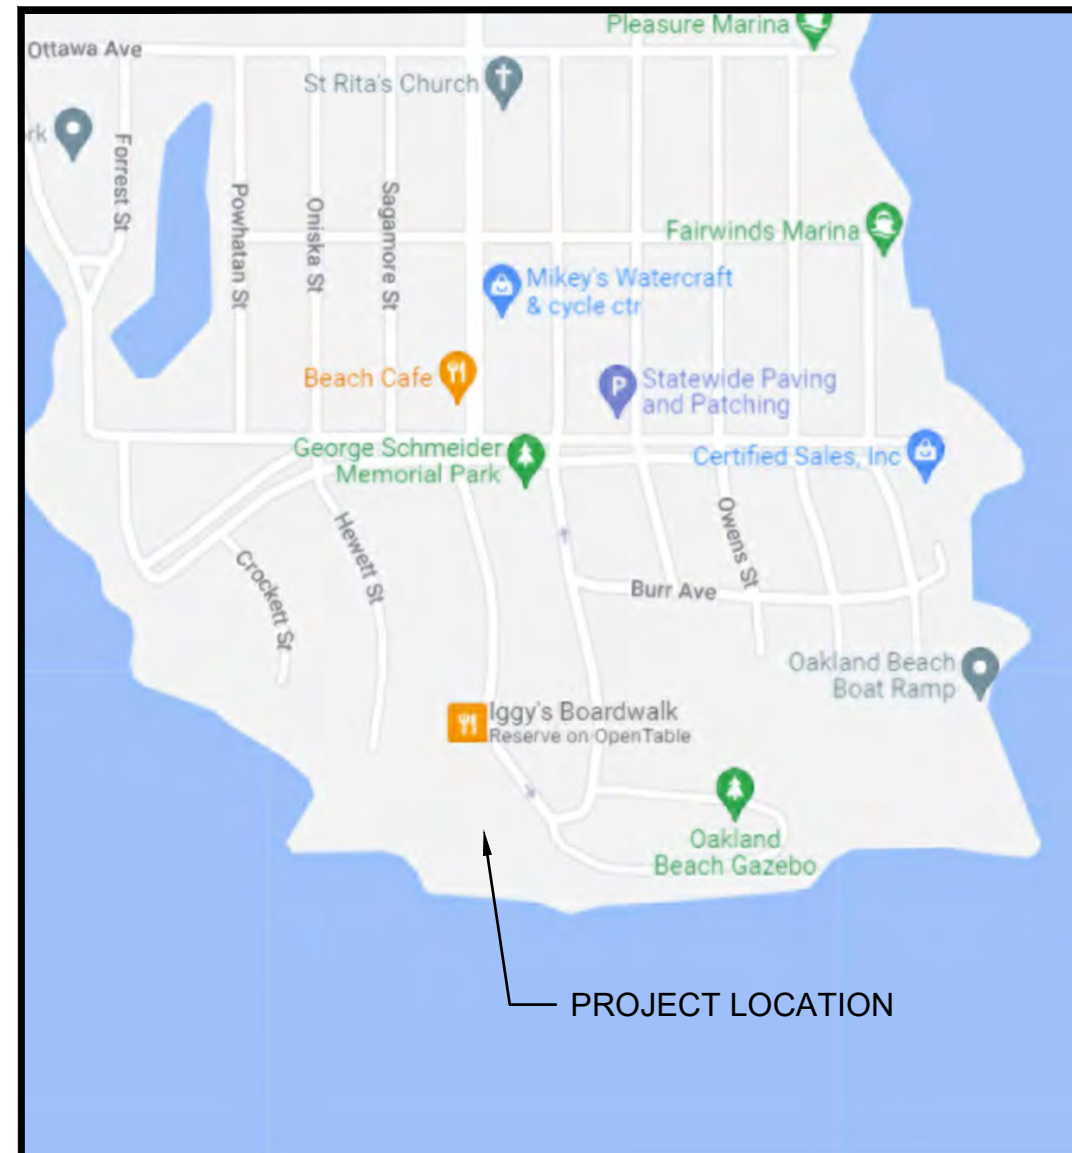 Pleasure Marina
Ottawa Ave
St Rita's Church
rk
Forrest St
Powhatan St
Oniska St
Sagamore St
Fairwinds Marina
Mikey's Watercraft
& cycle ctr
Beach Cafe
P
Statewide Paving
and Patching
George Schmeider
Memorial Park
Certified Sales, Inc
Hewett St
Crockett St
Owens St
Burr Ave
Oakland Beach
Boat Ramp
Iggy's Boardwalk
Reserve on OpenTable
Oakland
Beach Gazebo
PROJECT LOCATION